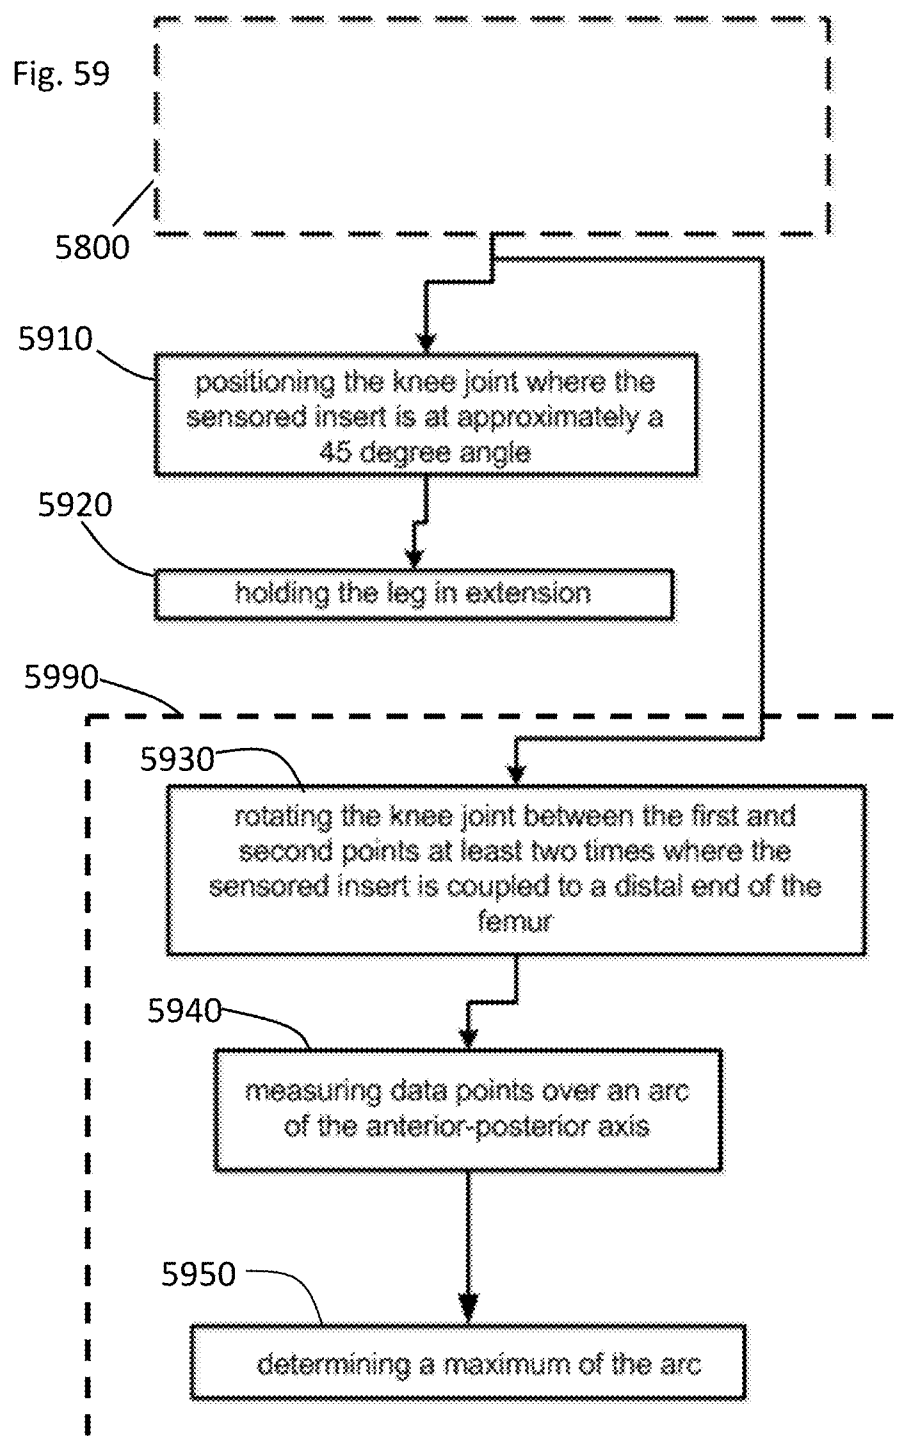 Fig. 59
5800
5910
positioning the knee joint where the
sensored insert is at approximately a
45 degree angle
5920
holding the leg in extension
5990
5930
rotating the knee joint between the first and
second points at least two times where the
sensored insert is coupled to a distal end of the
femur
5940
measuring data points over an arc
of the anterior-posterior axis
5950
determining a maximum of the arc